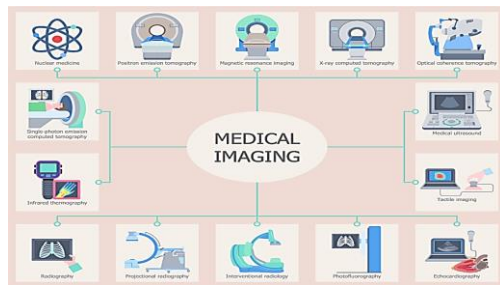 Nuclear medicine
Positron emission tomography
Magnetic resonance imaging
X-ray computed tomography
Optical coherence tomography
Single-photon emission
computed tomography
MEDICAL
IMAGING
Medical ultrasound
Infrared thermography
Tactile imaging
Radiography
Projectional radiography
Interventional radiology
Photofluorography
Echocardiography